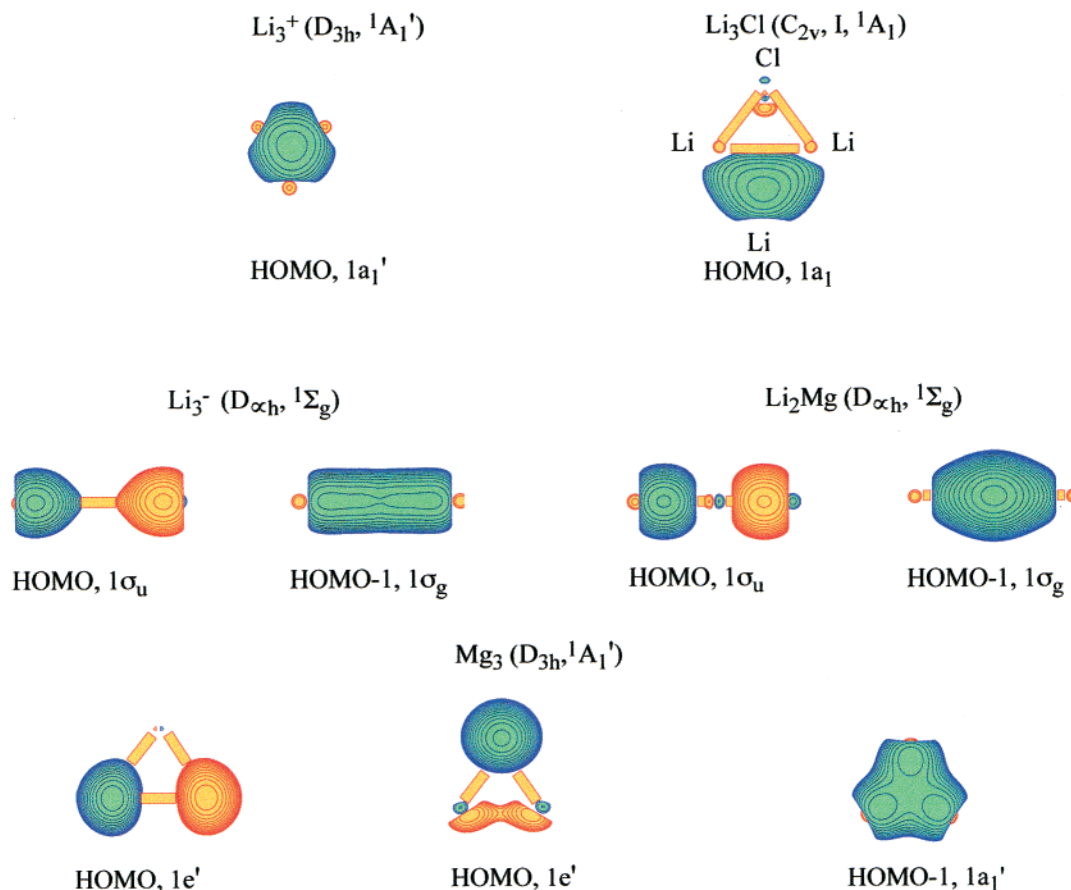 Li₃⁺ (D₃ₕ, ¹A₁') Li₃Cl (C₂ᵥ, I, ¹A₁)
Cl
Li Li
Li
HOMO, 1a₁' HOMO, 1a₁
Li₃⁻ (D∝ₕ, ¹Σg) Li₂Mg (D∝ₕ, ¹Σg)
HOMO, 1σᵤ HOMO-1, 1σg HOMO, 1σᵤ HOMO-1, 1σg
Mg₃ (D₃ₕ,¹A₁')
HOMO, 1e' HOMO, 1e' HOMO-1, 1a₁'